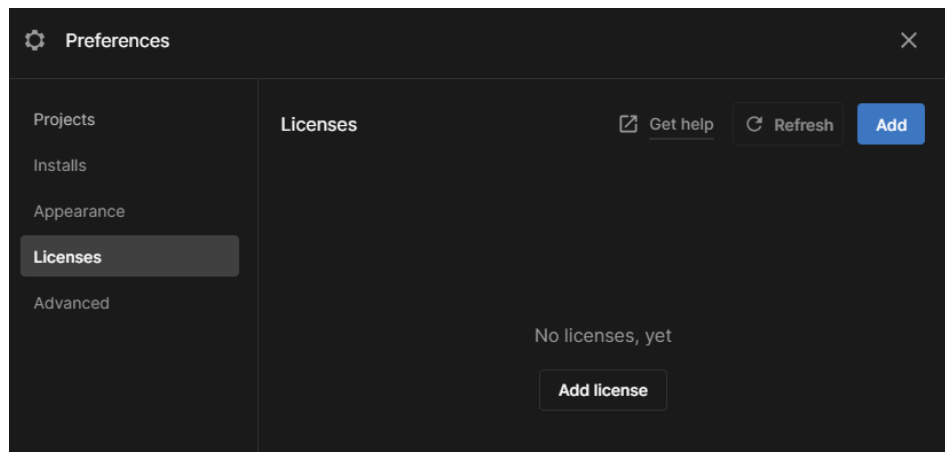 Preferences
Projects
Installs
Appearance
Licenses
Advanced
Licenses
Get help
Refresh
Add
No licenses, yet
Add license